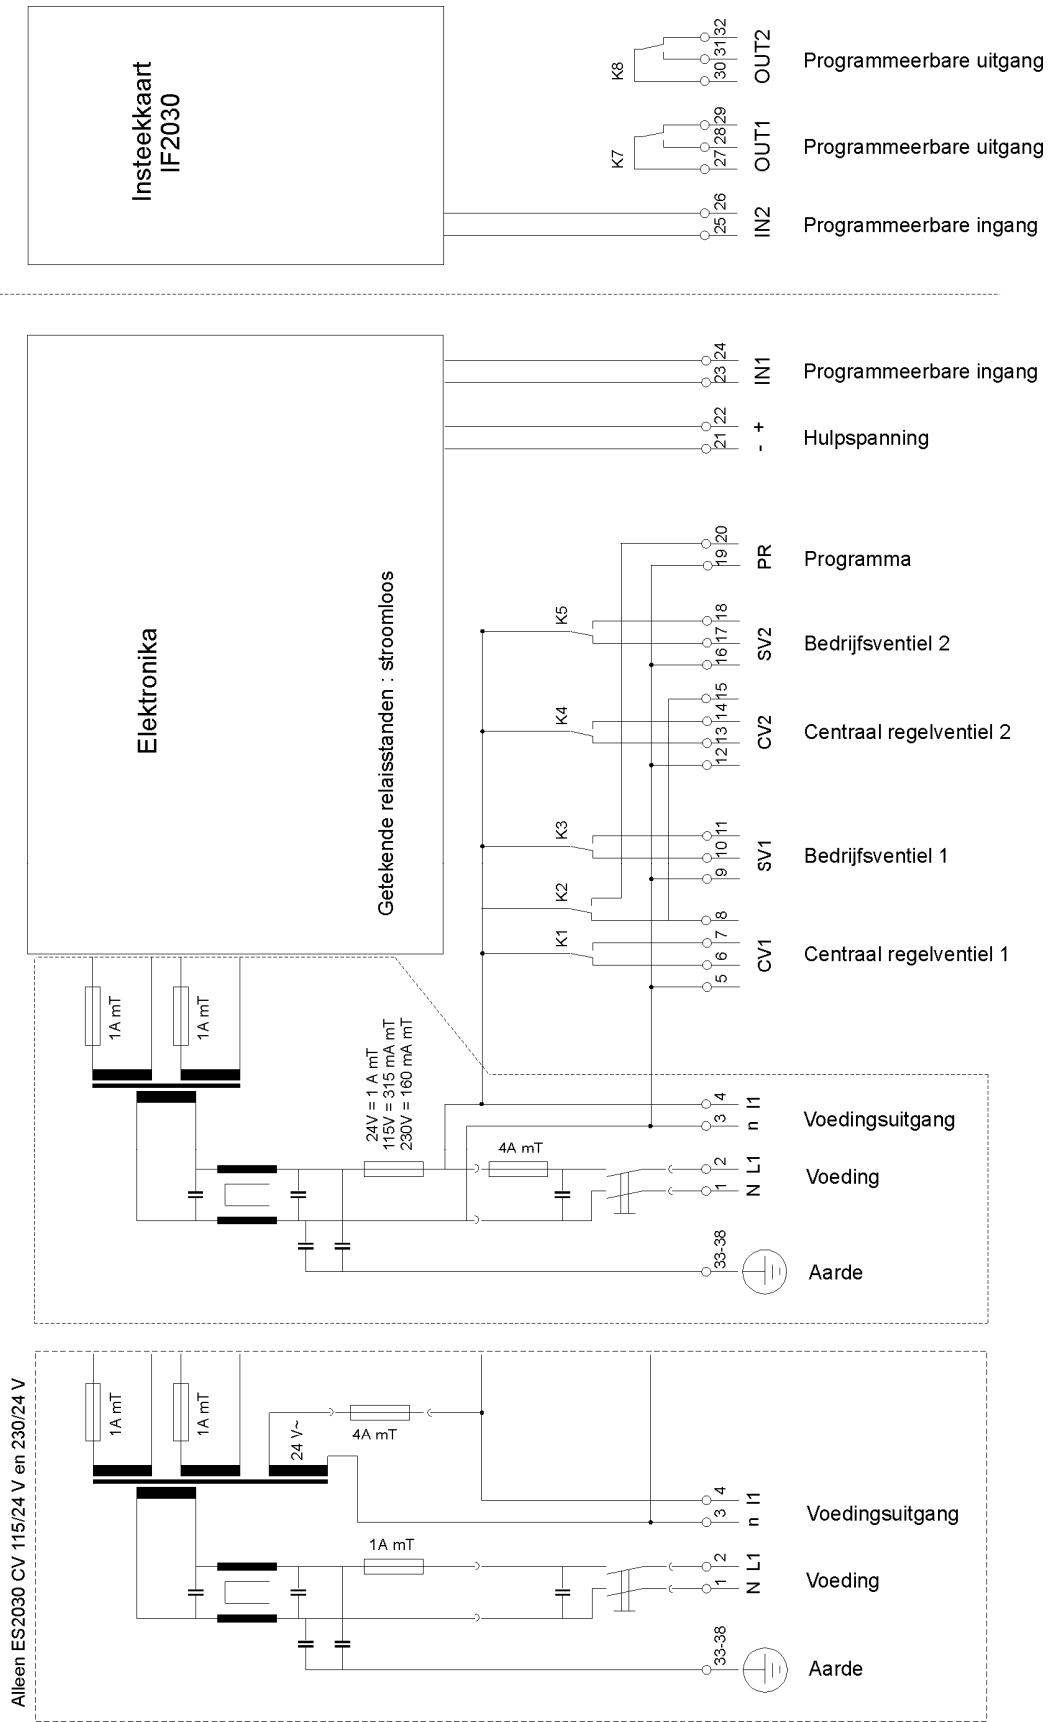 Insteekkaart
IF2030
K8
32
31
30
OUT2
Programmeerbare uitgang
K7
29
28
27
OUT1
Programmeerbare uitgang
26
25
IN2
Programmeerbare ingang
Elektronika
Getekende relaisstanden : stroomloos
24
23
IN1
Programmeerbare ingang
22
21
+
-
Hulpspanning
20
19
PR
Programma
K5
18
17
16
SV2
Bedrijfsventiel 2
K4
15
14
13
12
CV2
Centraal regelventiel 2
K3
11
10
9
SV1
Bedrijfsventiel 1
K2
K1
8
7
6
5
CV1
Centraal regelventiel 1
1A mT
1A mT
24V = 1 A mT
115V = 315 mA mT
230V = 160 mA mT
4 I1
3 n
Voedingsuitgang
4A mT
2 L1
1 N
Voeding
33-38
Aarde
Alleen ES2030 CV 115/24 V en 230/24 V
1A mT
1A mT
24 V~
4A mT
4 I1
3 n
Voedingsuitgang
1A mT
2 L1
1 N
Voeding
33-38
Aarde